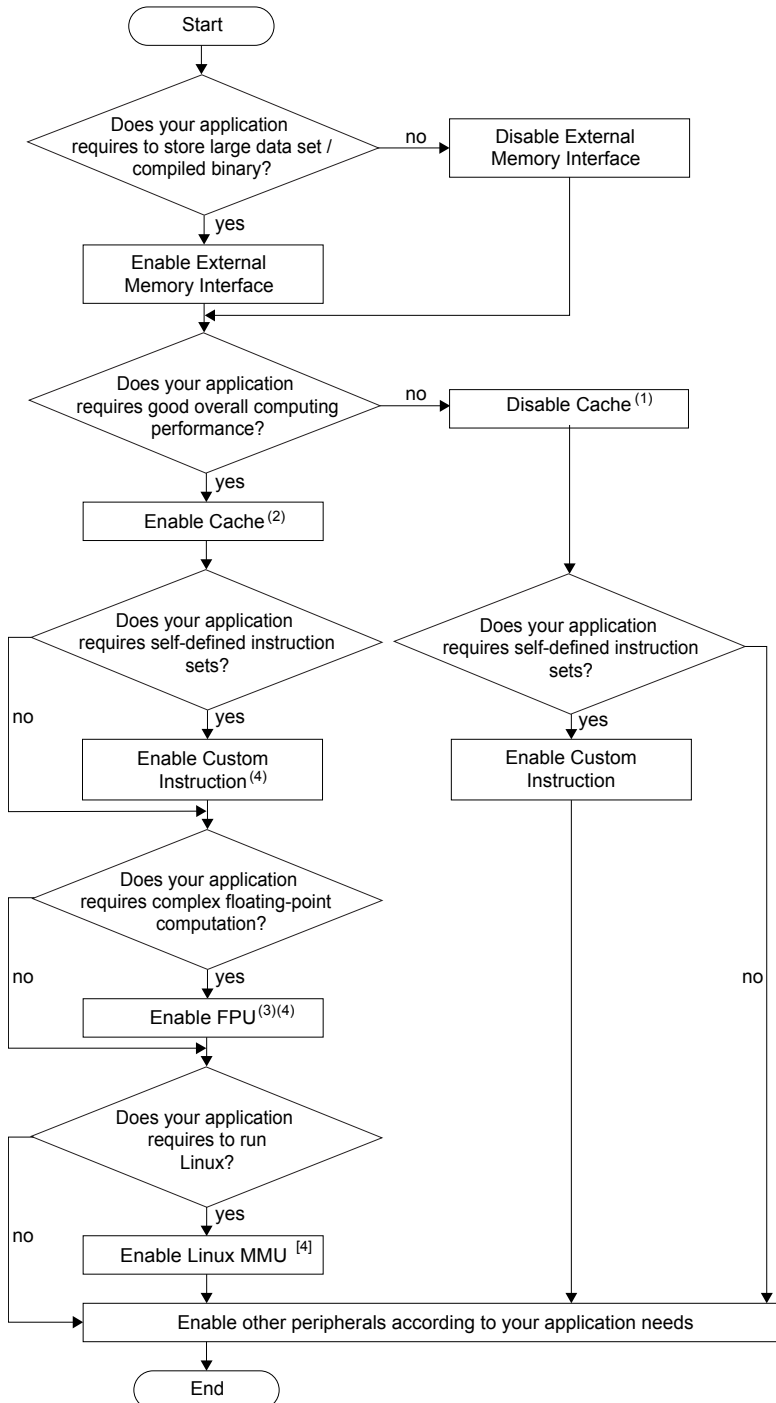 Start
Does your application
requires to store large data set /
compiled binary?
no
Disable External
Memory Interface
yes
Enable External
Memory Interface
Does your application
requires good overall computing
performance?
no
Disable Cache (1)
yes
Enable Cache (2)
Does your application
requires self-defined instruction
sets?
no
yes
Enable Custom
Instruction (4)
Does your application
requires self-defined instruction
sets?
yes
Enable Custom
Instruction
no
Does your application
requires complex floating-point
computation?
no
yes
Enable FPU (3)(4)
Does your application
requires to run
Linux?
no
yes
Enable Linux MMU [4]
Enable other peripherals according to your application needs
End